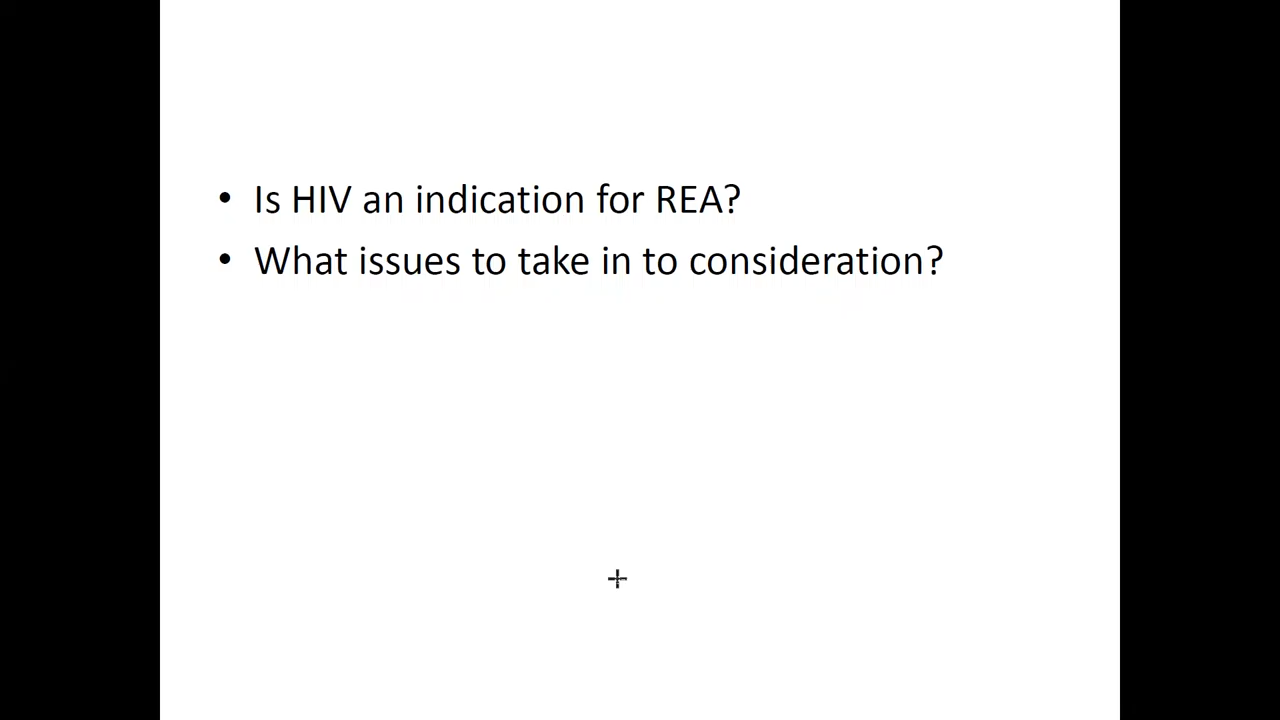 • Is HIV an indication for REA?
• What issues to take in to consideration?